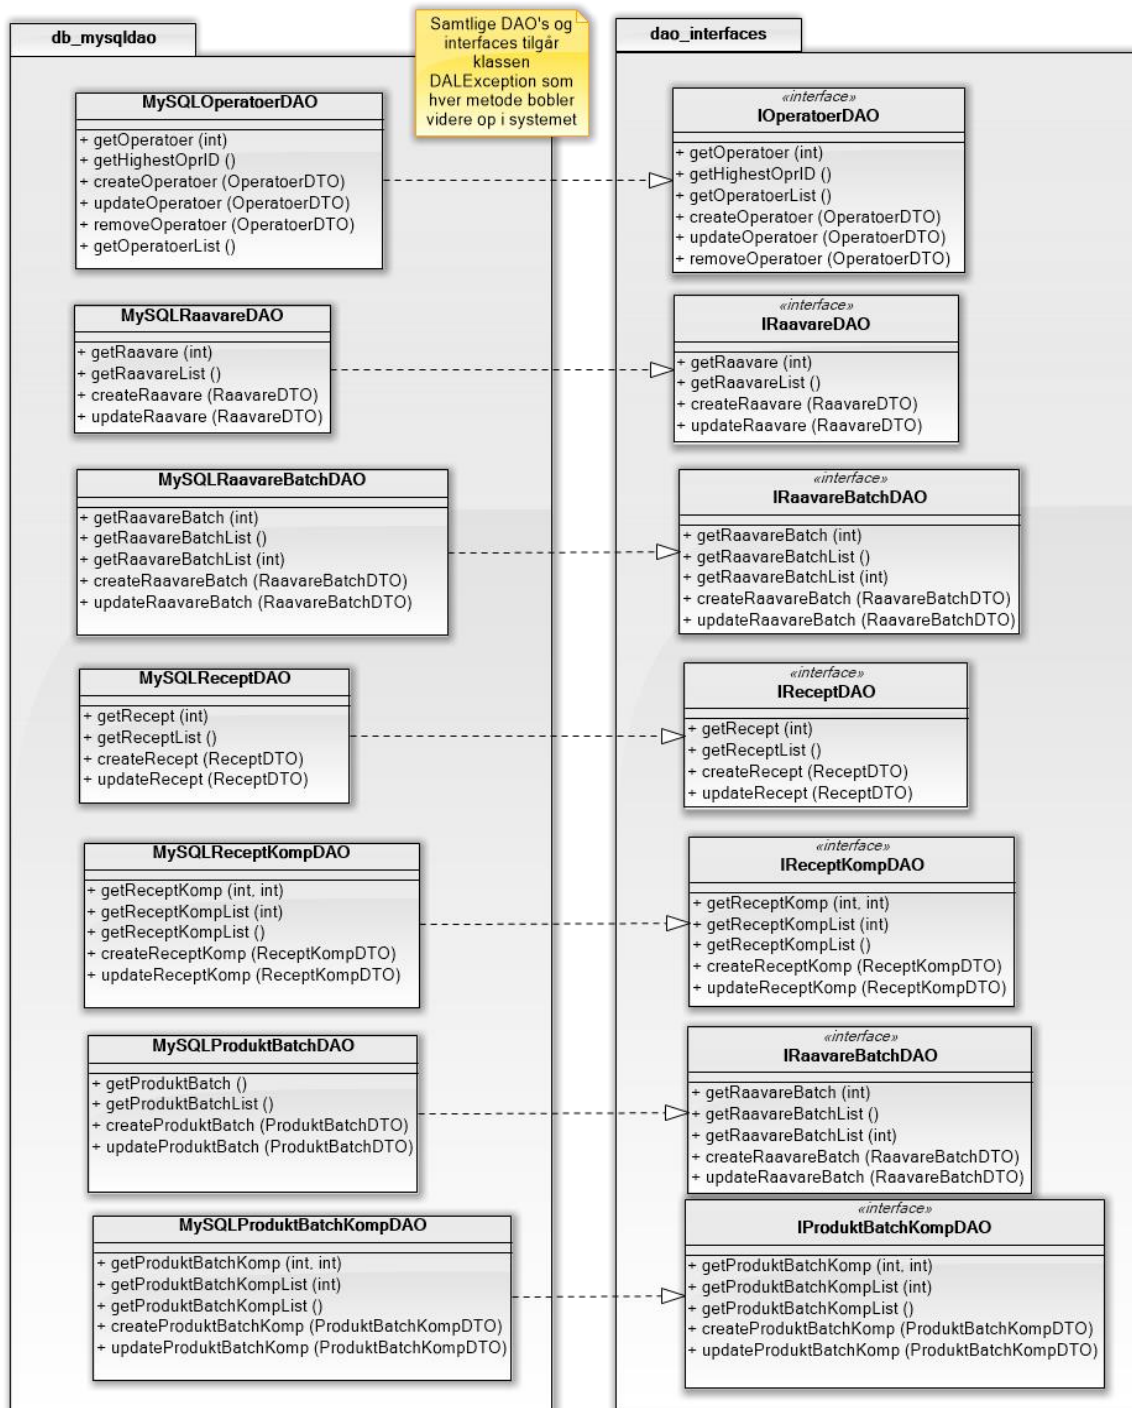 db_mysqldao
Samtlige DAO's og
interfaces tilgår
klassen
DALException som
hver metode bobler
videre op i systemet
dao_interfaces
MySQLOperatoerDAO
+ getOperatoer (int)
+ getHighestOprID ()
+ createOperatoer (OperatoerDTO)
+ updateOperatoer (OperatoerDTO)
+ removeOperatoer (OperatoerDTO)
+ getOperatoerList ()
«interface»
IOperatoerDAO
+ getOperatoer (int)
+ getHighestOprID ()
+ getOperatoerList ()
+ createOperatoer (OperatoerDTO)
+ updateOperatoer (OperatoerDTO)
+ removeOperatoer (OperatoerDTO)
MySQLRaavareDAO
+ getRaavare (int)
+ getRaavareList ()
+ createRaavare (RaavareDTO)
+ updateRaavare (RaavareDTO)
«interface»
IRaavareDAO
+ getRaavare (int)
+ getRaavareList ()
+ createRaavare (RaavareDTO)
+ updateRaavare (RaavareDTO)
MySQLRaavareBatchDAO
+ getRaavareBatch (int)
+ getRaavareBatchList ()
+ getRaavareBatchList (int)
+ createRaavareBatch (RaavareBatchDTO)
+ updateRaavareBatch (RaavareBatchDTO)
«interface»
IRaavareBatchDAO
+ getRaavareBatch (int)
+ getRaavareBatchList ()
+ getRaavareBatchList (int)
+ createRaavareBatch (RaavareBatchDTO)
+ updateRaavareBatch (RaavareBatchDTO)
MySQLReceptDAO
+ getRecept (int)
+ getReceptList ()
+ createRecept (ReceptDTO)
+ updateRecept (ReceptDTO)
«interface»
IReceptDAO
+ getRecept (int)
+ getReceptList ()
+ createRecept (ReceptDTO)
+ updateRecept (ReceptDTO)
MySQLReceptKompDAO
+ getReceptKomp (int, int)
+ getReceptKompList (int)
+ getReceptKompList ()
+ createReceptKomp (ReceptKompDTO)
+ updateReceptKomp (ReceptKompDTO)
«interface»
IReceptKompDAO
+ getReceptKomp (int, int)
+ getReceptKompList (int)
+ getReceptKompList ()
+ createReceptKomp (ReceptKompDTO)
+ updateReceptKomp (ReceptKompDTO)
MySQLProduktBatchDAO
+ getProduktBatch ()
+ getProduktBatchList ()
+ createProduktBatch (ProduktBatchDTO)
+ updateProduktBatch (ProduktBatchDTO)
«interface»
IRaavareBatchDAO
+ getRaavareBatch (int)
+ getRaavareBatchList ()
+ getRaavareBatchList (int)
+ createRaavareBatch (RaavareBatchDTO)
+ updateRaavareBatch (RaavareBatchDTO)
MySQLProduktBatchKompDAO
+ getProduktBatchKomp (int, int)
+ getProduktBatchKompList (int)
+ getProduktBatchKompList ()
+ createProduktBatchKomp (ProduktBatchKompDTO)
+ updateProduktBatchKomp (ProduktBatchKompDTO)
«interface»
IProduktBatchKompDAO
+ getProduktBatchKomp (int, int)
+ getProduktBatchKompList (int)
+ getProduktBatchKompList ()
+ createProduktBatchKomp (ProduktBatchKompDTO)
+ updateProduktBatchKomp (ProduktBatchKompDTO)